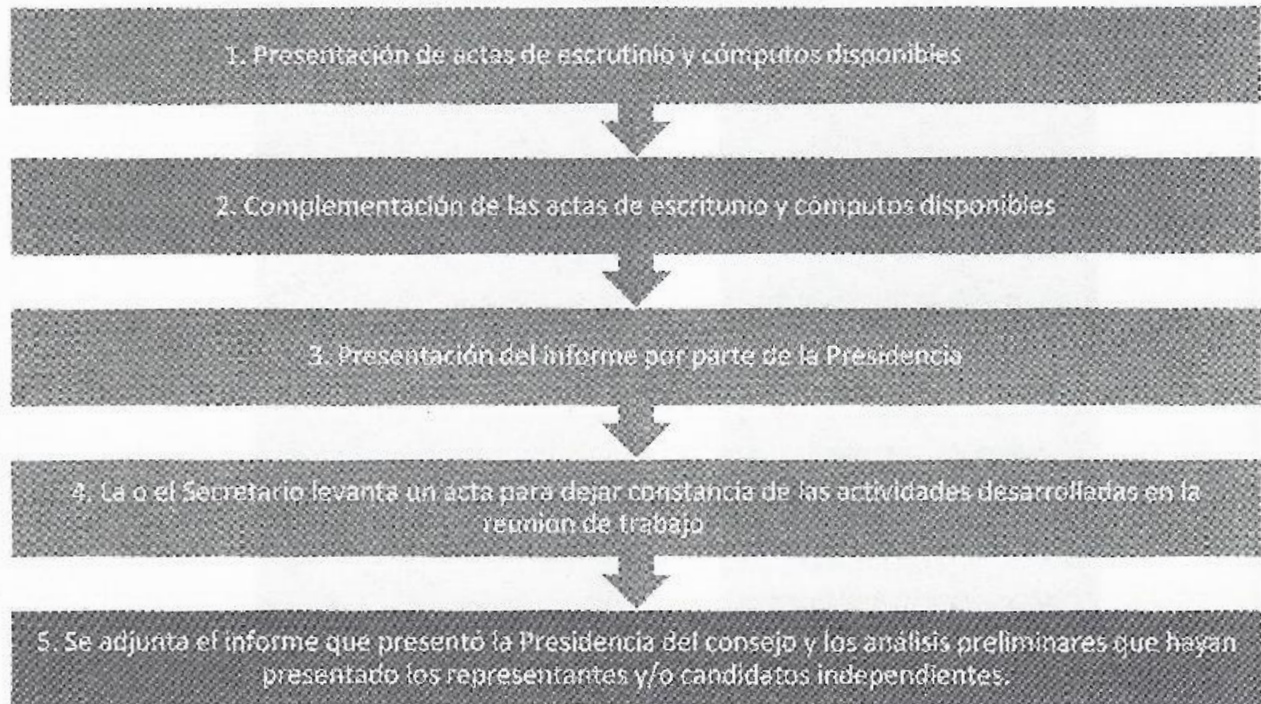 1. Presentación de actas de escrutinio y cómputos disponibles
2. Complementación de las actas de escritunio y cómputos disponibles
3. Presentación del informe por parte de la Presidencia
4. La o el Secretario levanta un acta para dejar constancia de las actividades desarrolladas en la
reunion de trabajo
5. Se adjunta el informe que presentó la Presidencia del consejo y los análisis preliminares que hayan
presentado los representantes y/o candidatos independientes.